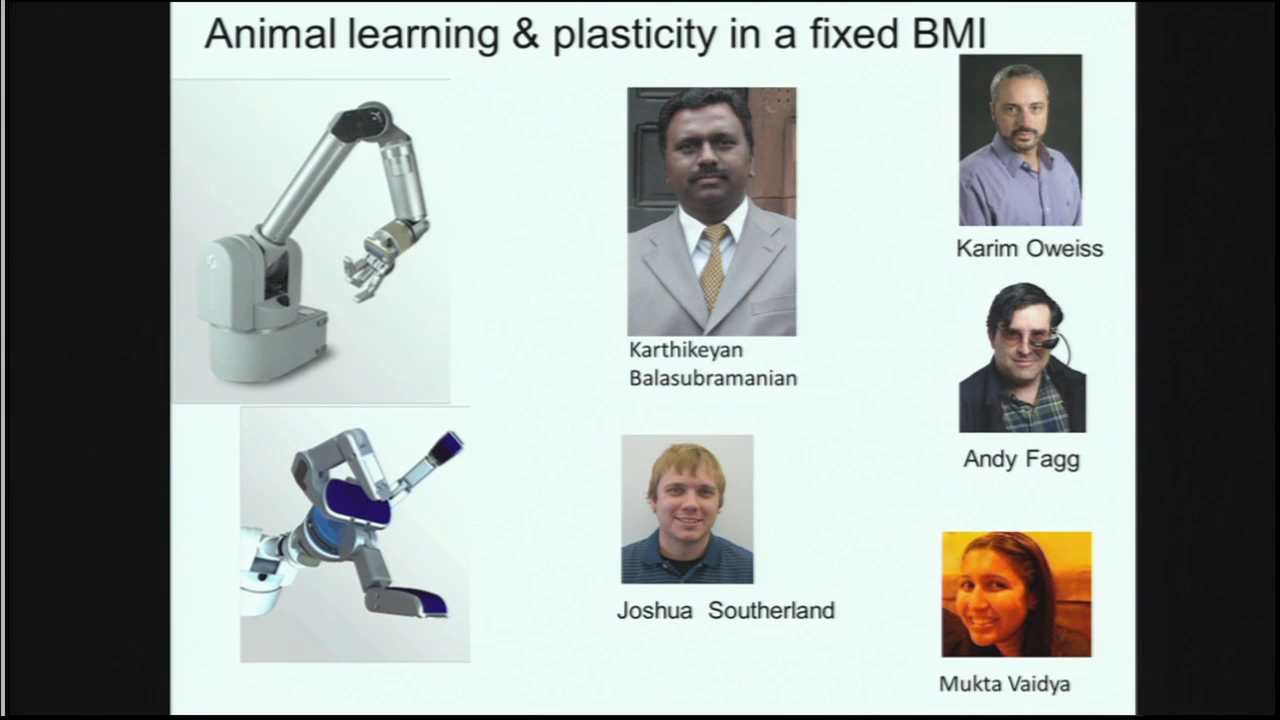 Animal learning & plasticity in a fixed BMI
Karim Oweiss
Karthikeyan
Balasubramanian
Andy Fagg
Joshua Southerland
Mukta Vaidya